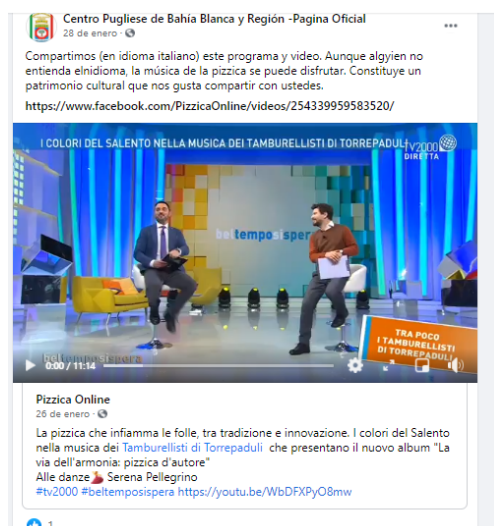 Centro Pugliese de Bahía Blanca y Región -Pagina Oficial
28 de enero ·
Compartimos (en idioma italiano) este programa y video. Aunque algyien no
entienda elnidioma, la música de la pizzica se puede disfrutar. Constituye un
patrimonio cultural que nos gusta compartir con ustedes.
https://www.facebook.com/PizzicaOnline/videos/254339959583520/
I COLORI DEL SALENTO NELLA MUSICA DEI TAMBURELLISTI DI TORREPADULI
tv2000
DIRETTA
beltemposispera
TRA POCO
I TAMBURELLISTI
DI TORREPADULI
beltemposispera
0:00 / 11:14
Pizzica Online
26 de enero ·
La pizzica che infiamma le folle, tra tradizione e innovazione. I colori del Salento
nella musica dei Tamburellisti di Torrepaduli che presentano il nuovo album "La
via dell'armonia: pizzica d'autore"
Alle danze 💃 Serena Pellegrino
#tv2000 #beltemposispera https://youtu.be/WbDFXPyO8mw
1